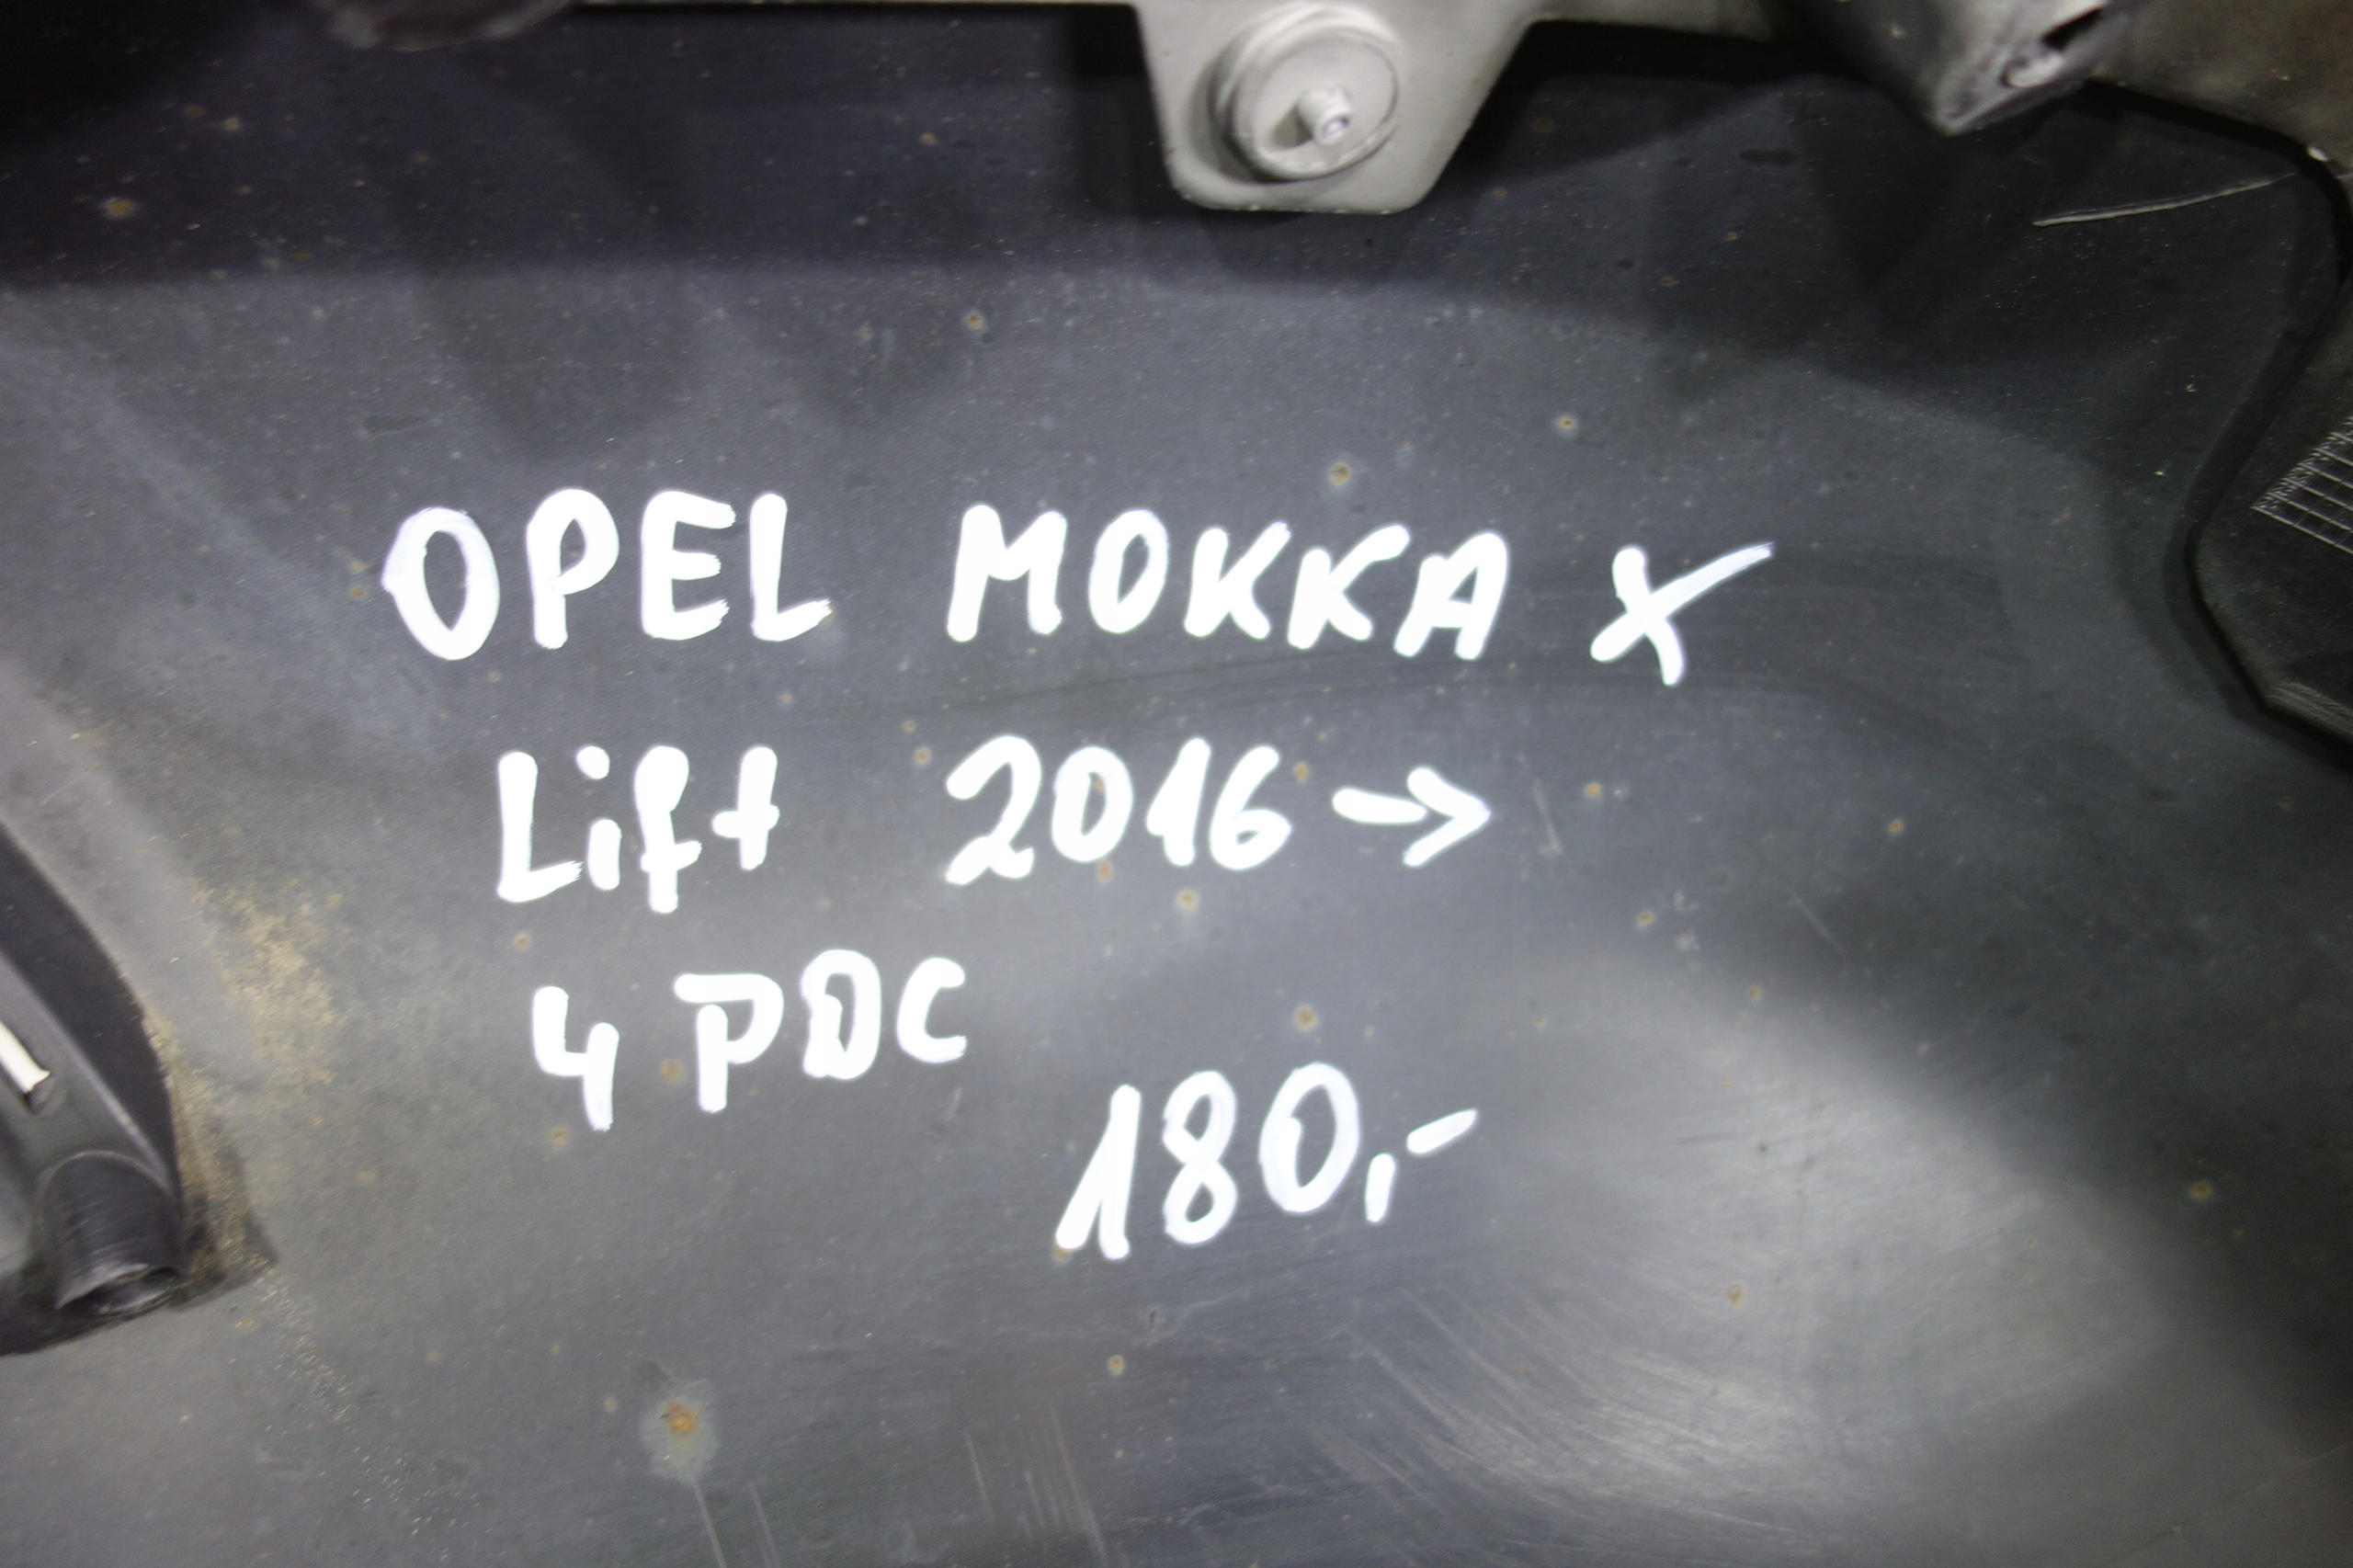 OPEL MOKKA X
Lift 2016 →
4 PDC
180,-